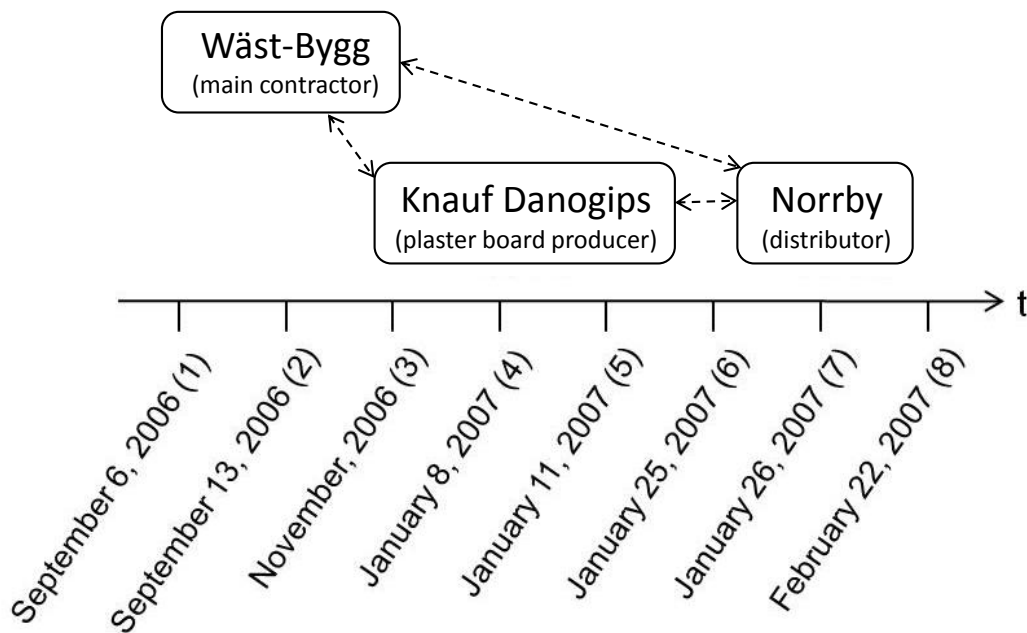 Wäst-Bygg
(main contractor)
Knauf Danogips
(plaster board producer)
Norrby
(distributor)
t
September 6, 2006 (1)
September 13, 2006 (2)
November, 2006 (3)
January 8, 2007 (4)
January 11, 2007 (5)
January 25, 2007 (6)
January 26, 2007 (7)
February 22, 2007 (8)